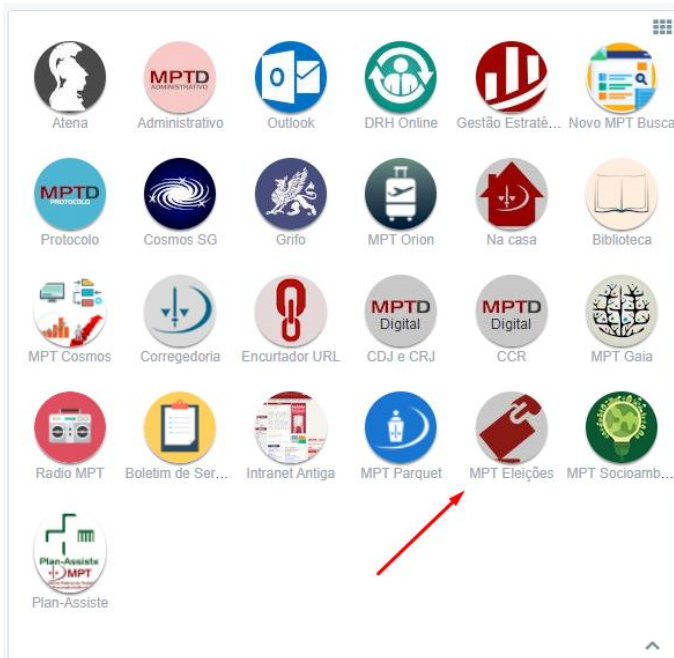 MPTD
ADMINISTRATIVO
Atena
Administrativo
Outlook
DRH Online
Gestão Estraté...
Novo MPT Busca
MPTD
PROTOCOLO
Protocolo
Cosmos SG
Grifo
MPT Orion
Na casa
Biblioteca
MPTD
Digital
MPTD
Digital
MPT Cosmos
Corregedoria
Encurtador URL
CDJ e CRJ
CCR
MPT Gaia
Radio MPT
Boletim de Ser...
Intranet Antiga
MPT Parquet
MPT Eleições
MPT Socioamb...
Plan-Assiste
MPT
Plan-Assiste